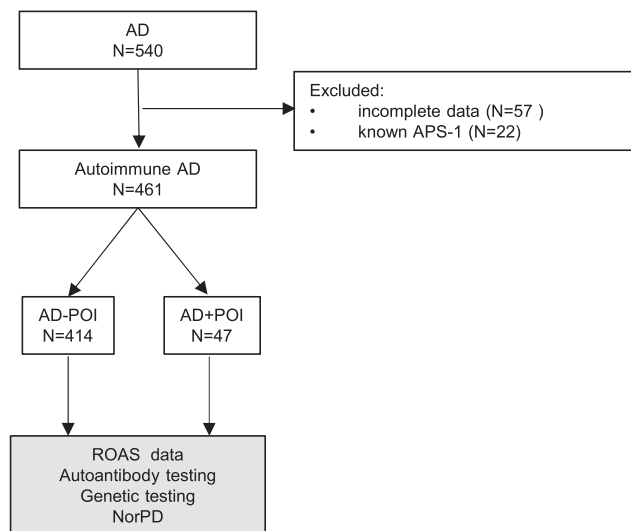 AD
N=540
Excluded:
• incomplete data (N=57 )
• known APS-1 (N=22)
Autoimmune AD
N=461
AD-POI
N=414
AD+POI
N=47
ROAS data
Autoantibody testing
Genetic testing
NorPD